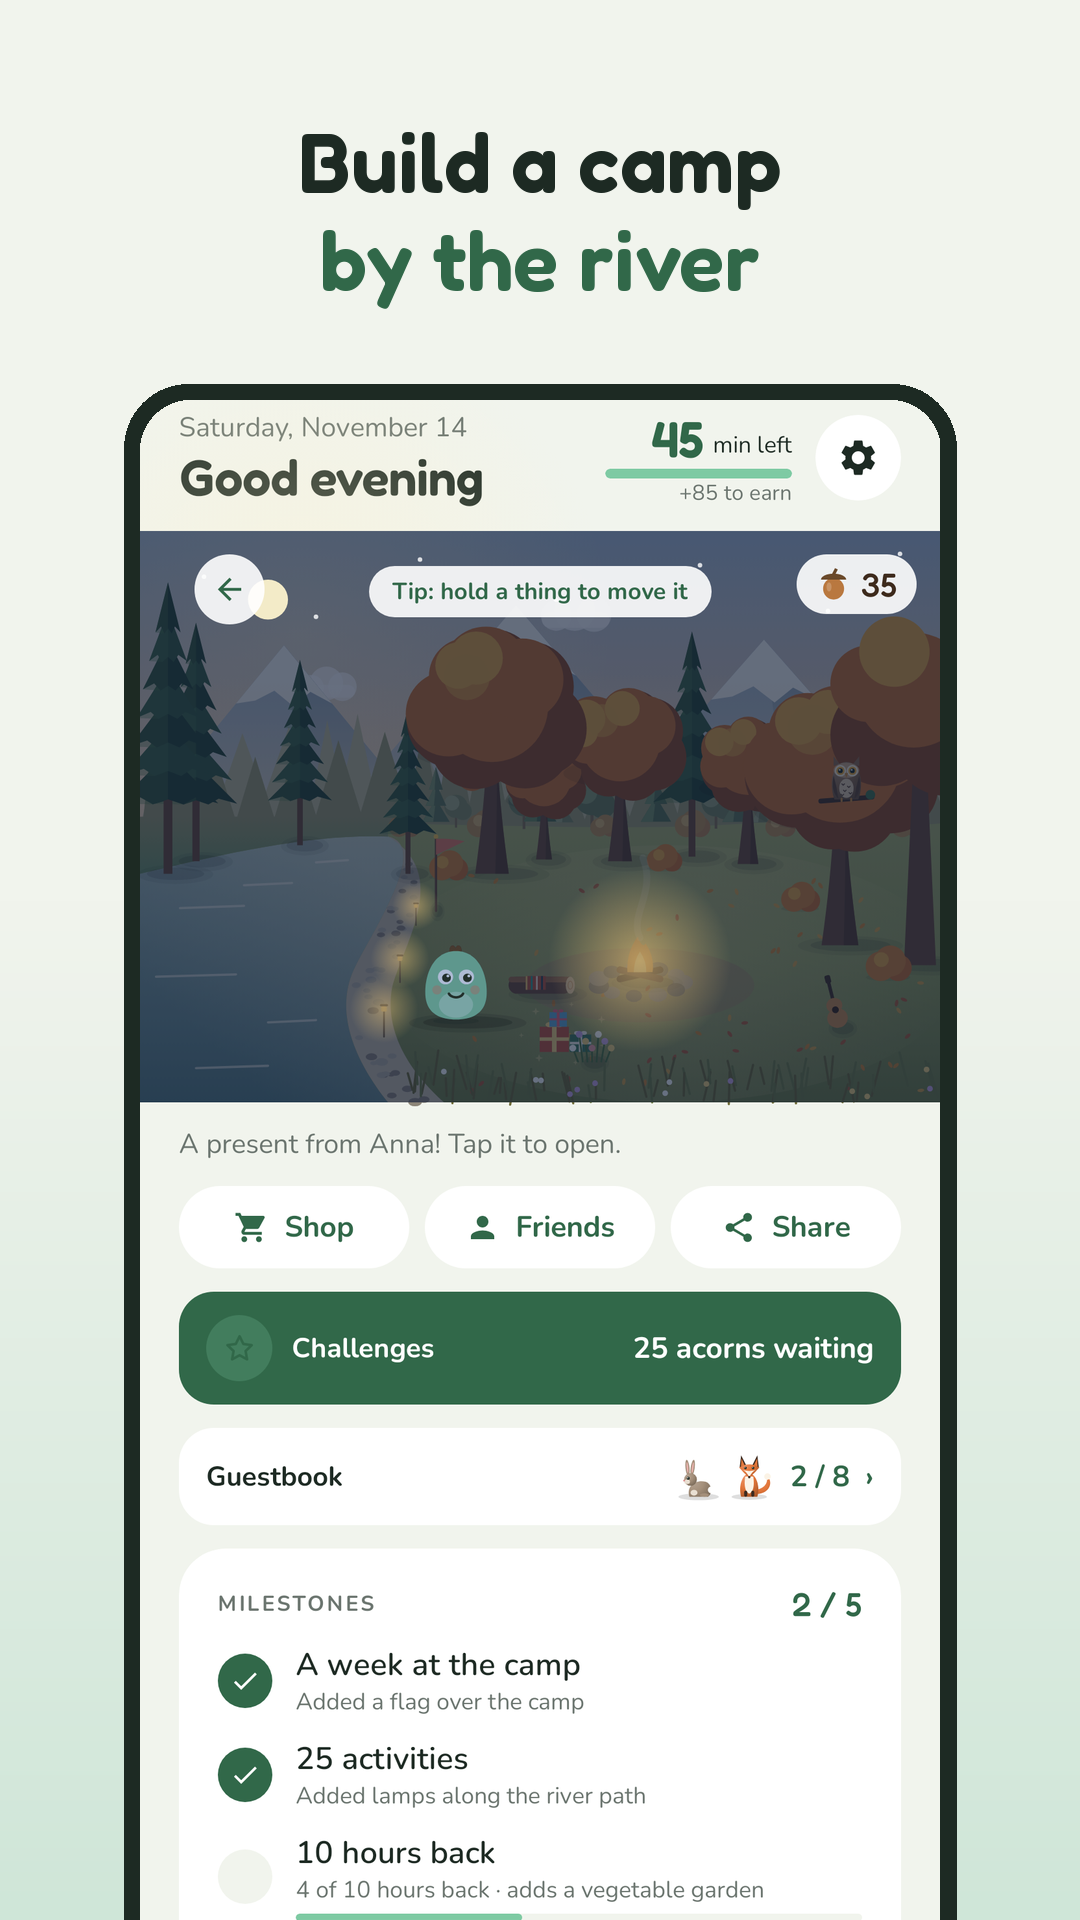 Build a camp
by the river
Saturday, November 14
Good evening
45 min left
+85 to earn
Tip: hold a thing to move it
35
A present from Anna! Tap it to open.
Shop
Friends
Share
Challenges
25 acorns waiting
Guestbook
2 / 8 ›
MILESTONES
2 / 5
A week at the camp
Added a flag over the camp
25 activities
Added lamps along the river path
10 hours back
4 of 10 hours back · adds a vegetable garden